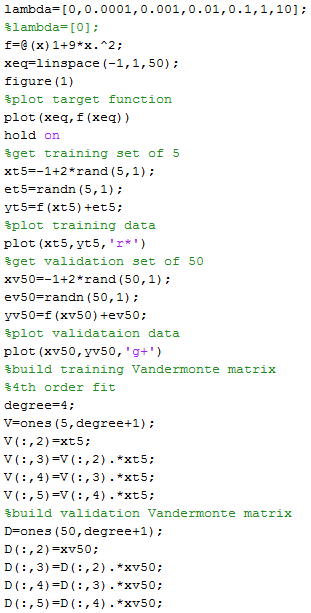 lambda=[0,0.0001,0.001,0.01,0.1,1,10];
%lambda=[0];
f=@(x)1+9*x.^2;
xeq=linspace(-1,1,50);
figure(1)
%plot target function
plot(xeq,f(xeq))
hold on
%get training set of 5
xt5=-1+2*rand(5,1);
et5=randn(5,1);
yt5=f(xt5)+et5;
%plot training data
plot(xt5,yt5,'r*')
%get validation set of 50
xv50=-1+2*rand(50,1);
ev50=randn(50,1);
yv50=f(xv50)+ev50;
%plot validataion data
plot(xv50,yv50,'g+')
%build training Vandermonte matrix
%4th order fit
degree=4;
V=ones(5,degree+1);
V(:,2)=xt5;
V(:,3)=V(:,2).*xt5;
V(:,4)=V(:,3).*xt5;
V(:,5)=V(:,4).*xt5;
%build validation Vandermonte matrix
D=ones(50,degree+1);
D(:,2)=xv50;
D(:,3)=D(:,2).*xv50;
D(:,4)=D(:,3).*xv50;
D(:,5)=D(:,4).*xv50;